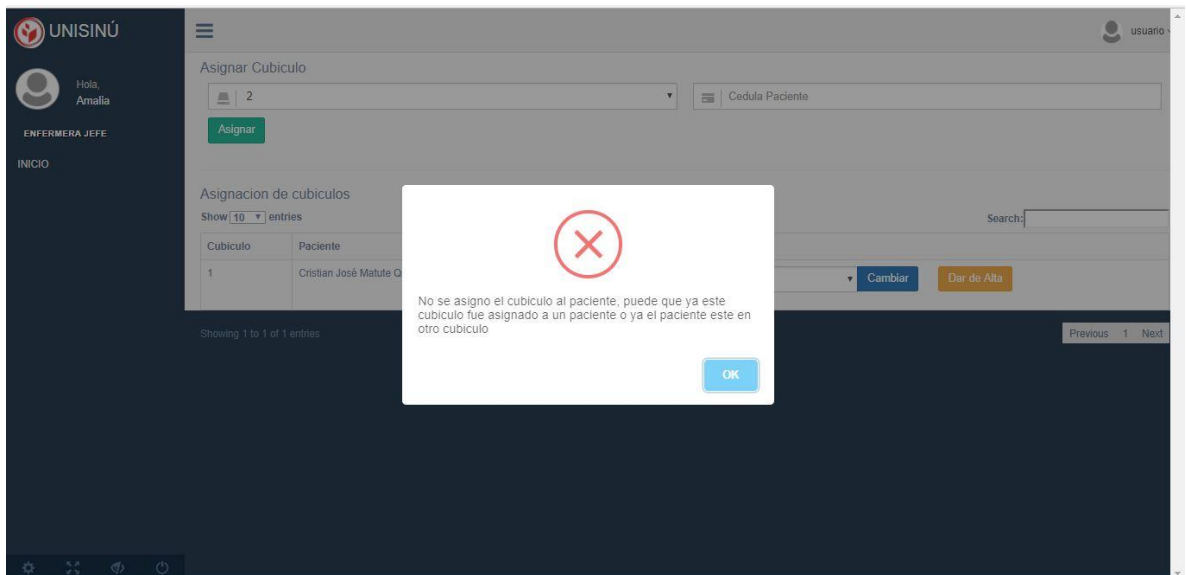 UNISINÚ
usuario
Hola,
Amalia
ENFERMERA JEFE
INICIO
Asignar Cubiculo
2 Cedula Paciente
Asignar
Asignacion de cubiculos
Show 10 entries Search:
Cubiculo Paciente
1 Cristian José Matute Cambiar Dar de Alta
Showing 1 to 1 of 1 entries Previous 1 Next
No se asigno el cubiculo al paciente, puede que ya este
cubiculo fue asignado a un paciente o ya el paciente este en
otro cubiculo
OK